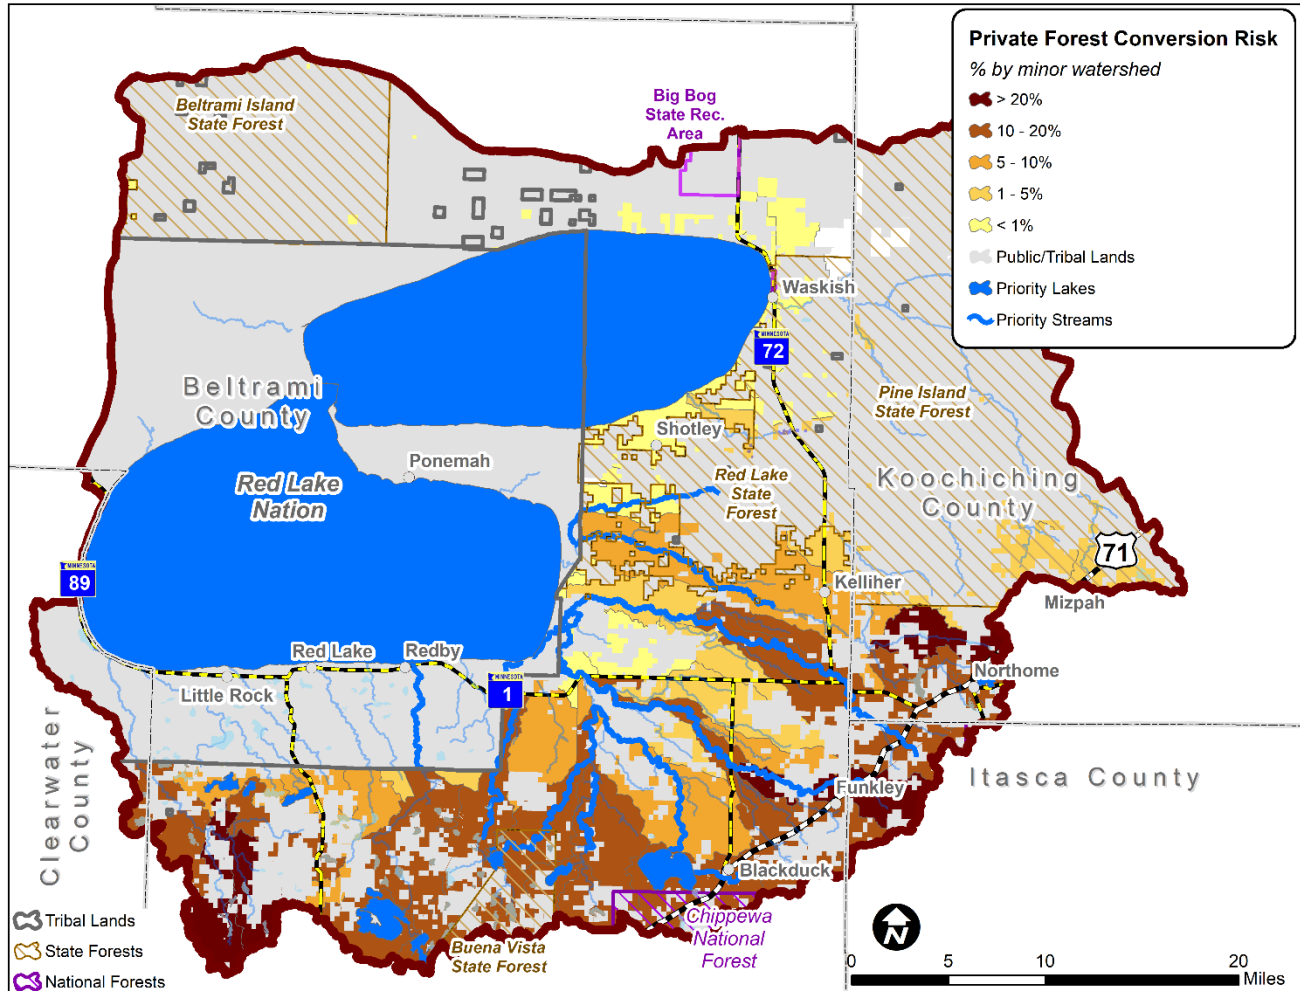 Private Forest Conversion Risk
% by minor watershed
> 20%
10 - 20%
5 - 10%
1 - 5%
< 1%
Public/Tribal Lands
Priority Lakes
Priority Streams
Beltrami Island
State Forest
Big Bog
State Rec.
Area
Waskish
MINNESOTA
72
Beltrami
County
Pine Island
State Forest
Shotley
Ponemah
Red Lake
Nation
Red Lake
State
Forest
Koochiching
County
71
MINNESOTA
89
Kelliher
Mizpah
Red Lake
Redby
Little Rock
MINNESOTA
1
Northome
Clearwater
County
Itasca County
Funkley
Blackduck
Buena Vista
State Forest
Chippewa
National
Forest
Tribal Lands
State Forests
National Forests
N
0
5
10
20
Miles